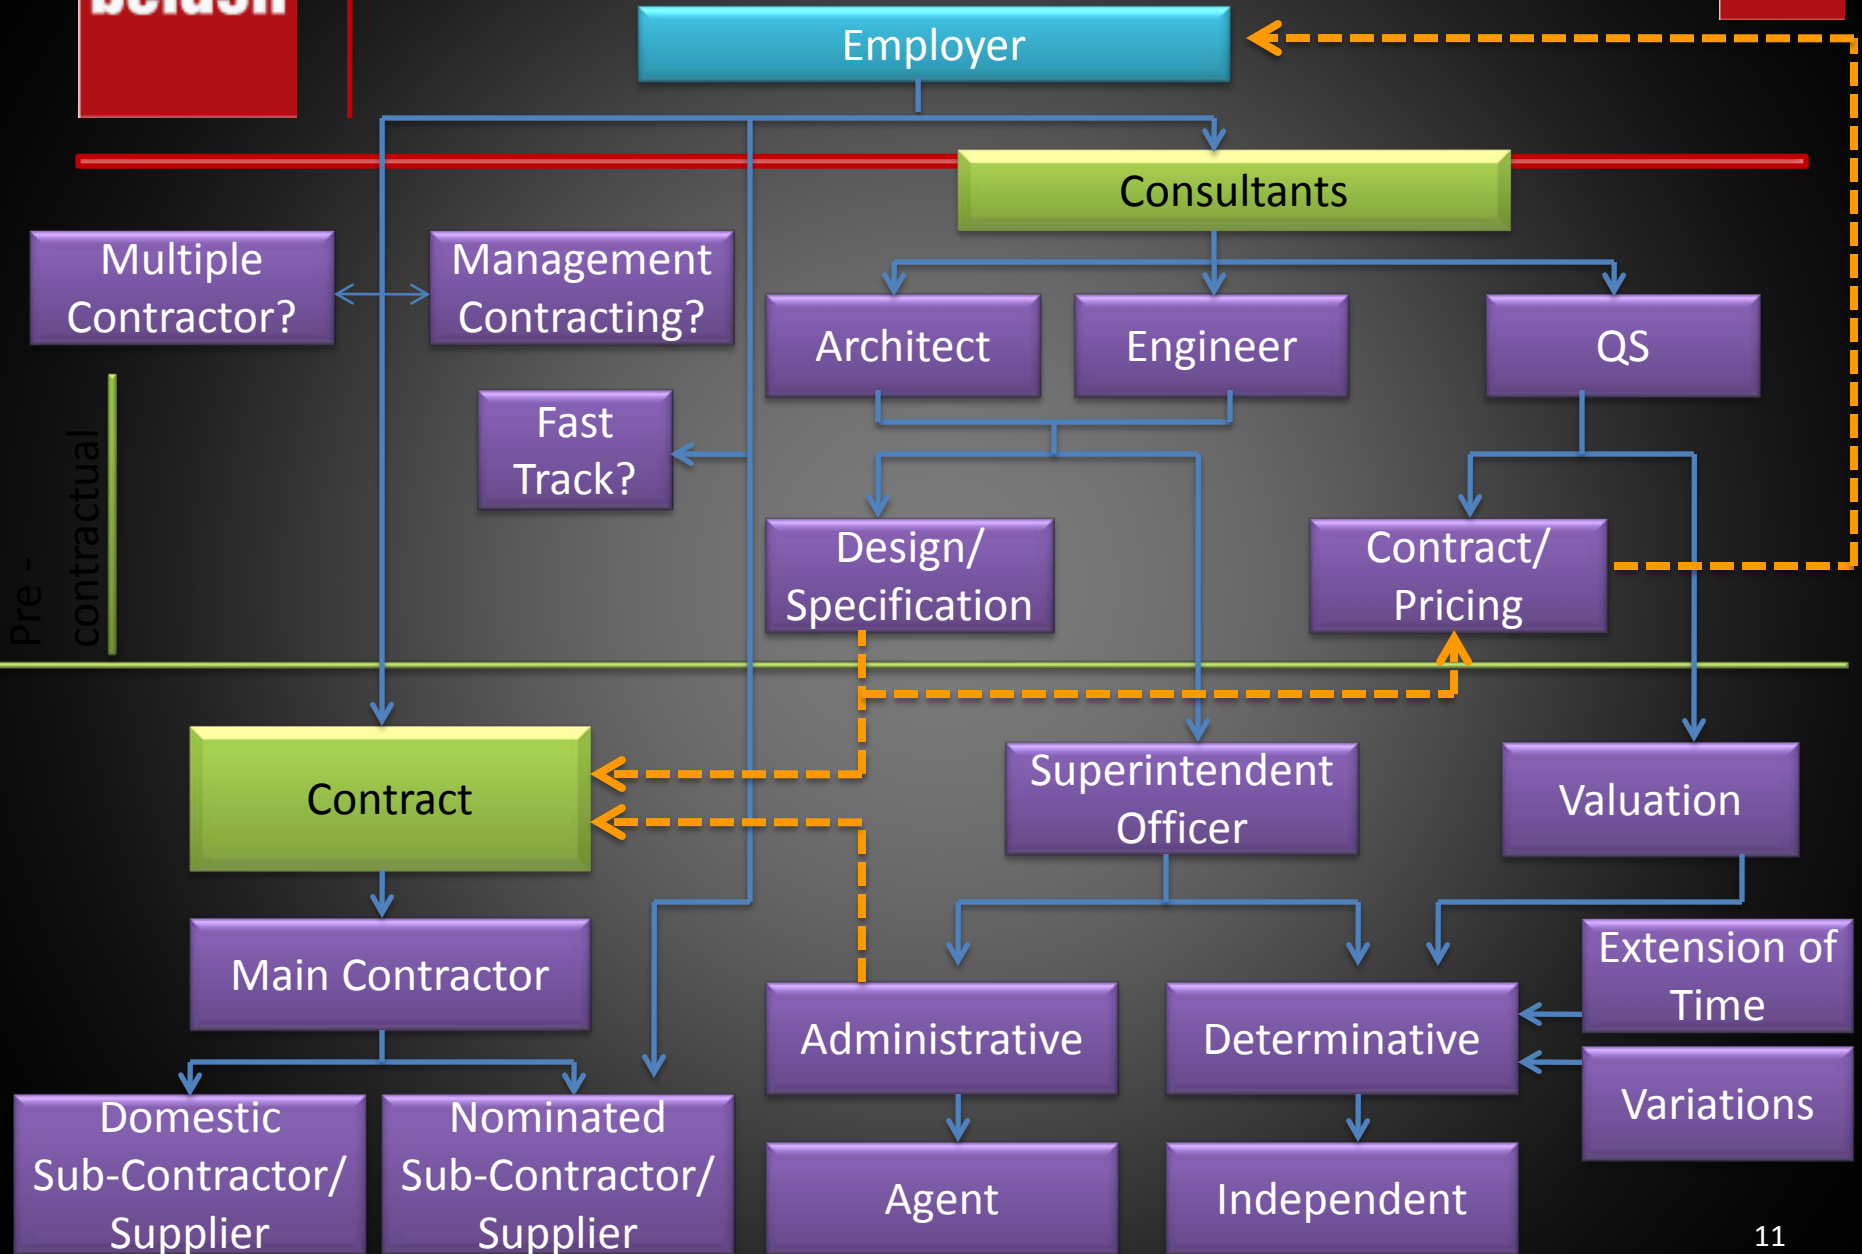 belash
Employer
Consultants
Multiple
Contractor?
Management
Contracting?
Architect
Engineer
QS
Fast
Track?
Pre -
contractual
Design/
Specification
Contract/
Pricing
Contract
Superintendent
Officer
Valuation
Main Contractor
Extension of
Time
Administrative
Determinative
Variations
Domestic
Sub-Contractor/
Supplier
Nominated
Sub-Contractor/
Supplier
Agent
Independent
11